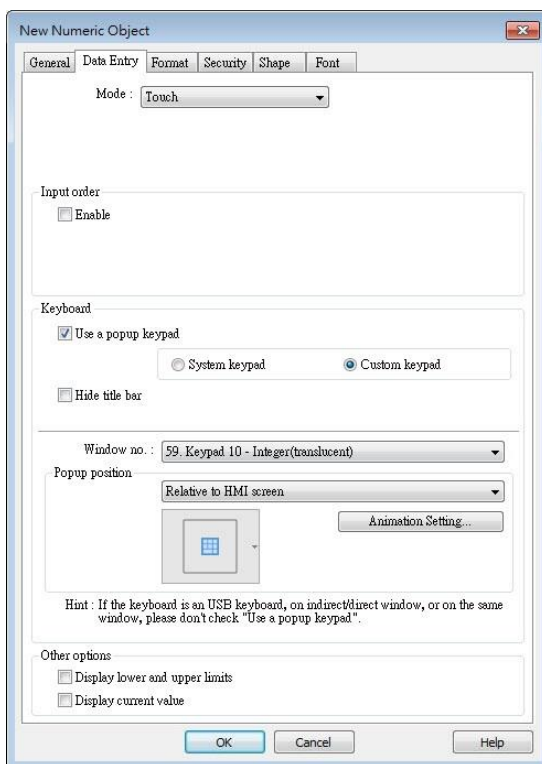 New Numeric Object
General Data Entry Format Security Shape Font
Mode : Touch
Input order
Enable
Keyboard
Use a popup keypad
System keypad Custom keypad
Hide title bar
Window no. : 59. Keypad 10 - Integer(translucent)
Popup position
Relative to HMI screen
Animation Setting...
Hint : If the keyboard is an USB keyboard, on indirect/direct window, or on the same
window, please don't check "Use a popup keypad".
Other options
Display lower and upper limits
Display current value
OK Cancel Help